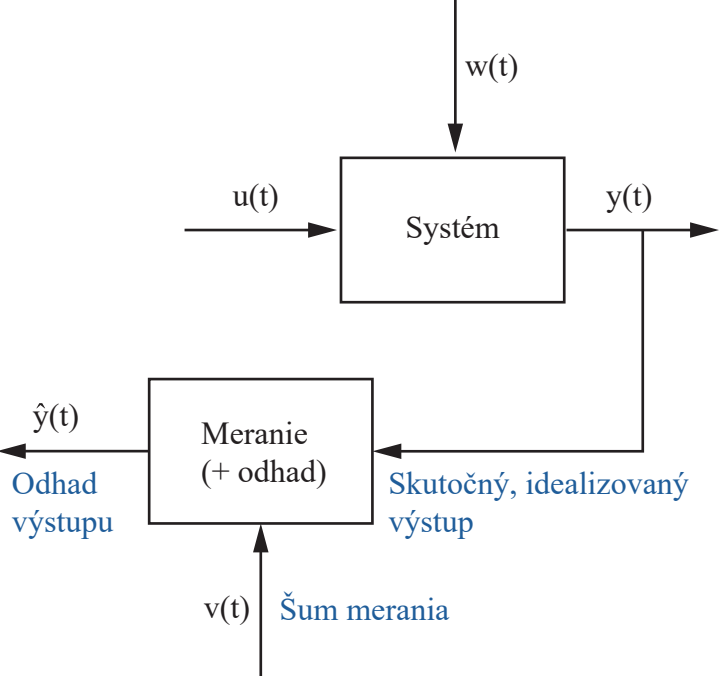 w(t)
u(t)
y(t)
Systém
ŷ(t)
Meranie
(+ odhad)
Odhad
výstupu
Skutočný, idealizovaný
výstup
v(t)
Šum merania